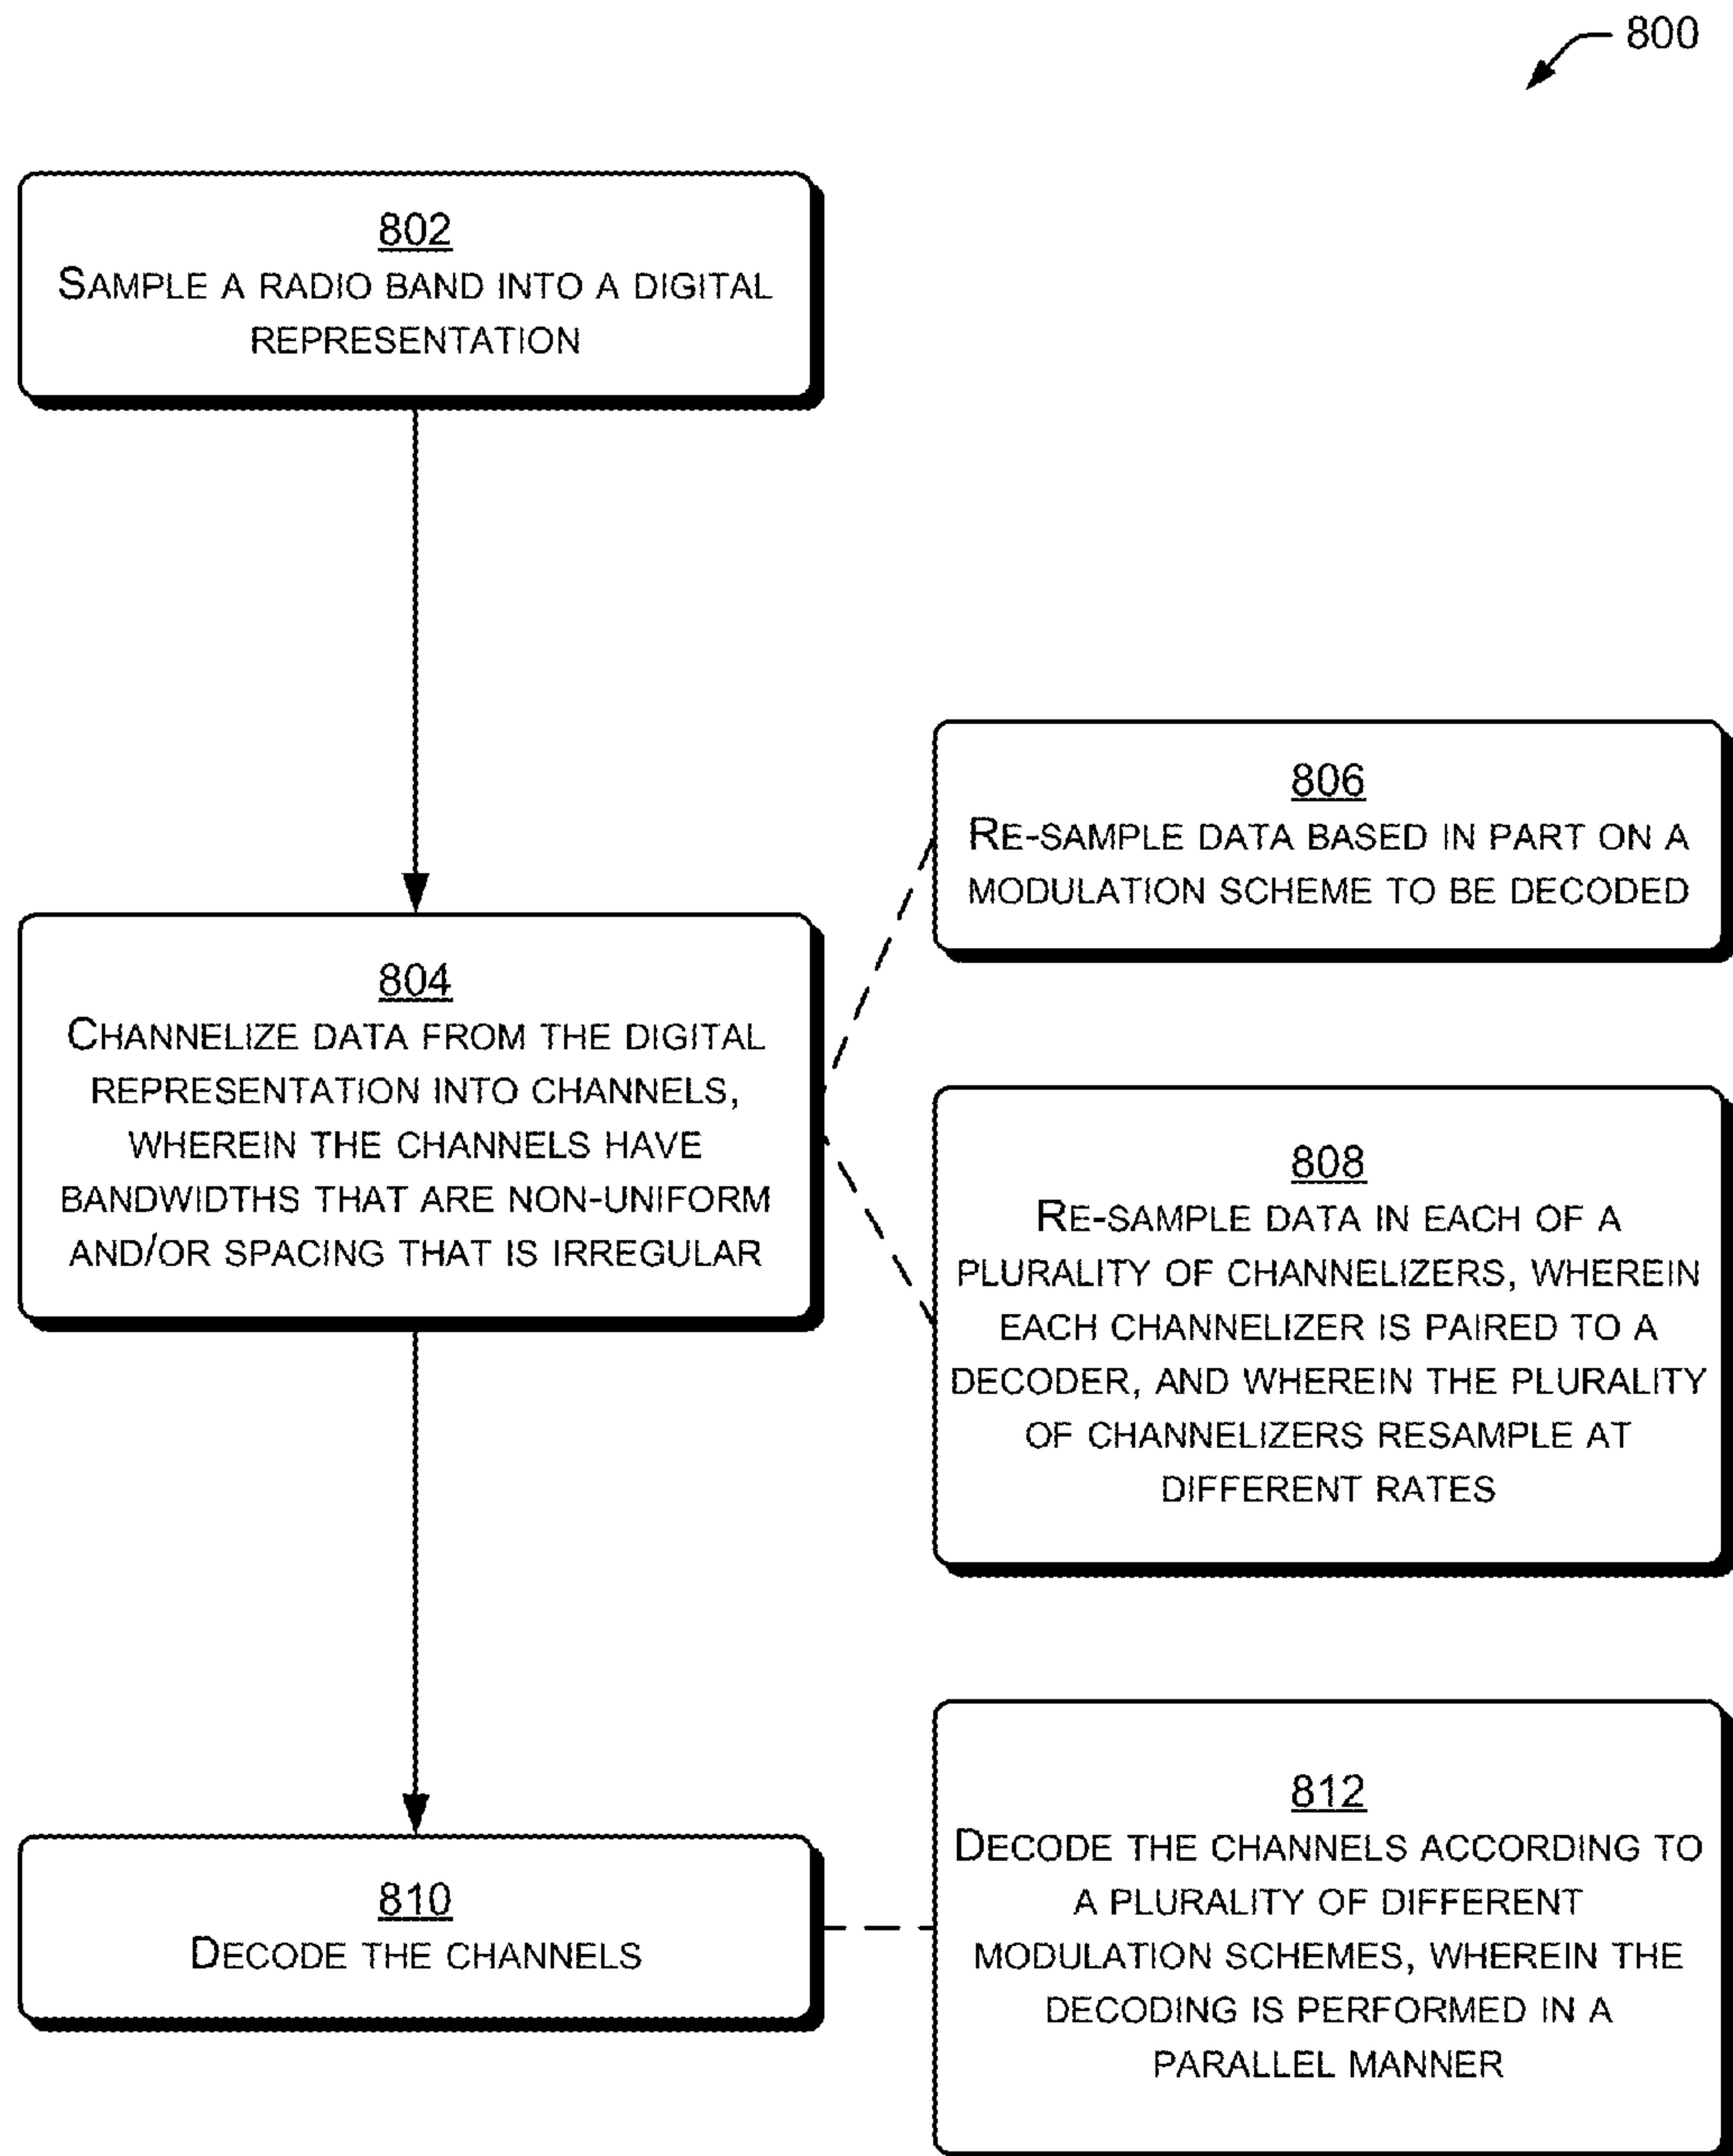 800
802
SAMPLE A RADIO BAND INTO A DIGITAL
REPRESENTATION
804
CHANNELIZE DATA FROM THE DIGITAL
REPRESENTATION INTO CHANNELS,
WHEREIN THE CHANNELS HAVE
BANDWIDTHS THAT ARE NON-UNIFORM
AND/OR SPACING THAT IS IRREGULAR
806
RE-SAMPLE DATA BASED IN PART ON A
MODULATION SCHEME TO BE DECODED
808
RE-SAMPLE DATA IN EACH OF A
PLURALITY OF CHANNELIZERS, WHEREIN
EACH CHANNELIZER IS PAIRED TO A
DECODER, AND WHEREIN THE PLURALITY
OF CHANNELIZERS RESAMPLE AT
DIFFERENT RATES
810
DECODE THE CHANNELS
812
DECODE THE CHANNELS ACCORDING TO
A PLURALITY OF DIFFERENT
MODULATION SCHEMES, WHEREIN THE
DECODING IS PERFORMED IN A
PARALLEL MANNER